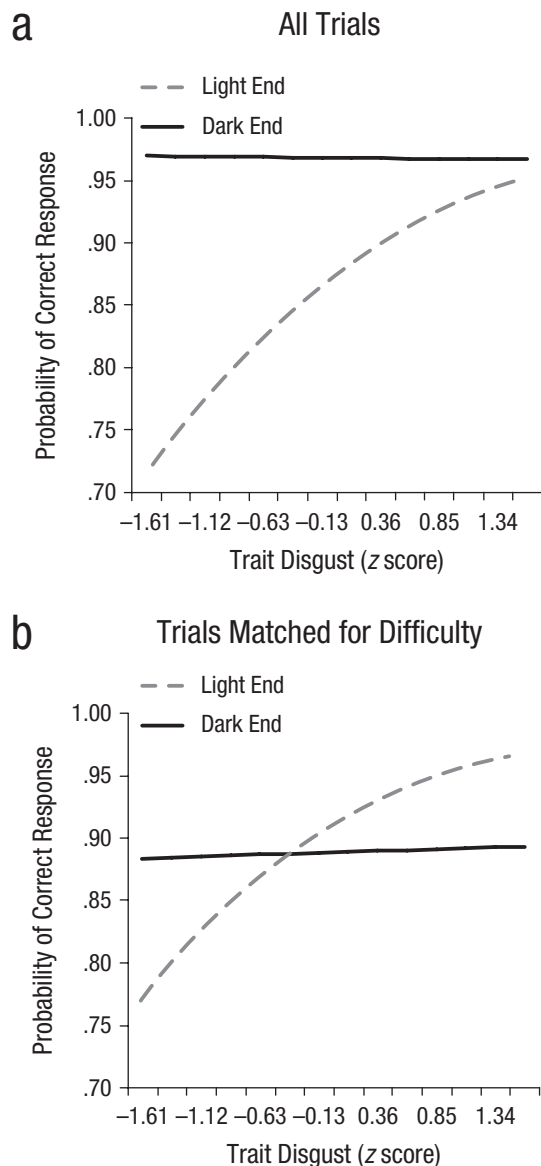 a
All Trials
Light End
Dark End
Probability of Correct Response
1.00
.95
.90
.85
.80
.75
.70
–1.61 –1.12 –0.63 –0.13 0.36 0.85 1.34
Trait Disgust (z score)
b
Trials Matched for Difficulty
Light End
Dark End
Probability of Correct Response
1.00
.95
.90
.85
.80
.75
.70
–1.61 –1.12 –0.63 –0.13 0.36 0.85 1.34
Trait Disgust (z score)